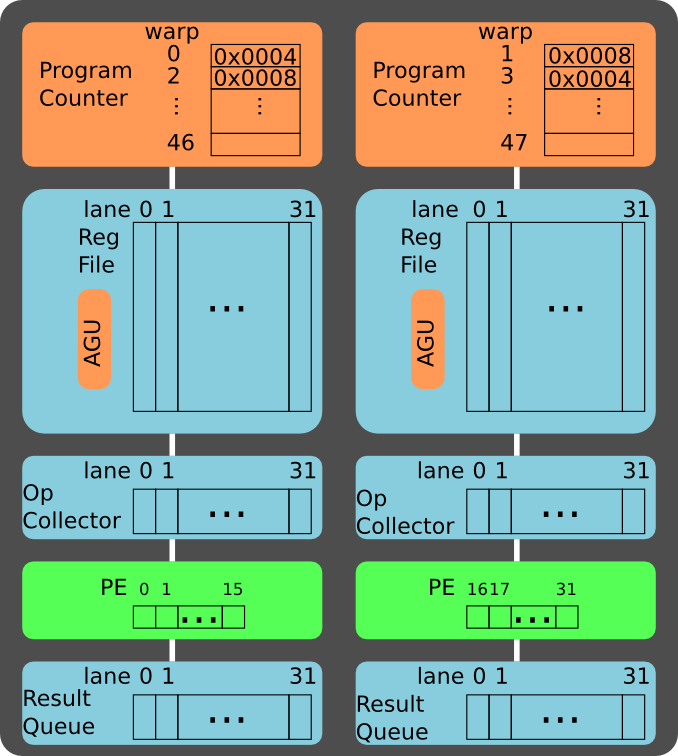 warp
Program Counter
0 0x0004
2 0x0008
⋮ ⋮
46
warp
Program Counter
1 0x0008
3 0x0004
⋮ ⋮
47
lane 0 1 31
Reg
File
AGU
...
lane 0 1 31
Reg
File
AGU
...
lane 0 1 31
Op
Collector
...
lane 0 1 31
Op
Collector
...
PE 0 1 15
...
PE 16 17 31
...
lane 0 1 31
Result
Queue
...
lane 0 1 31
Result
Queue
...